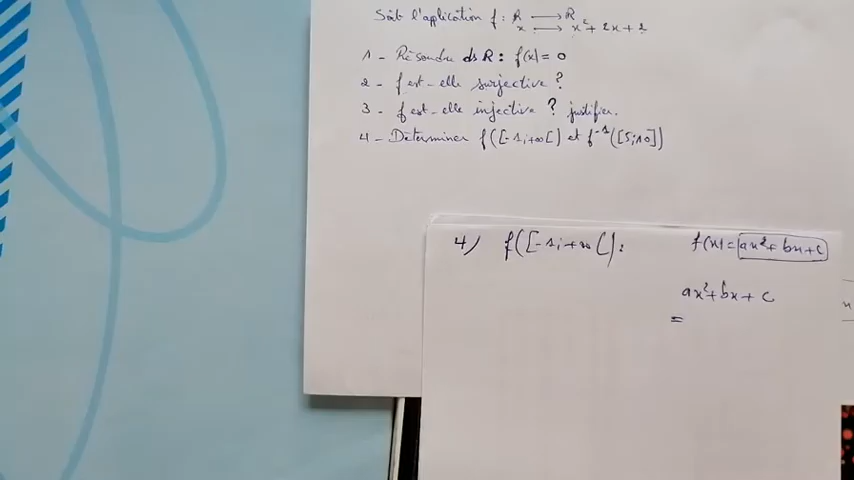 Soit l'application f : R ⟶ R
x ⟶ x² + 2x + 2
1 - Résoudre ds R : f(x) = 0
2 - f est-elle surjective ?
3 - f est-elle injective ? justifier.
4 - Déterminer f([-1;+∞[) et f⁻¹([5;10])
4) f([-1;+∞[) :
f(x) = ax² + bx + c
ax² + bx + c
=